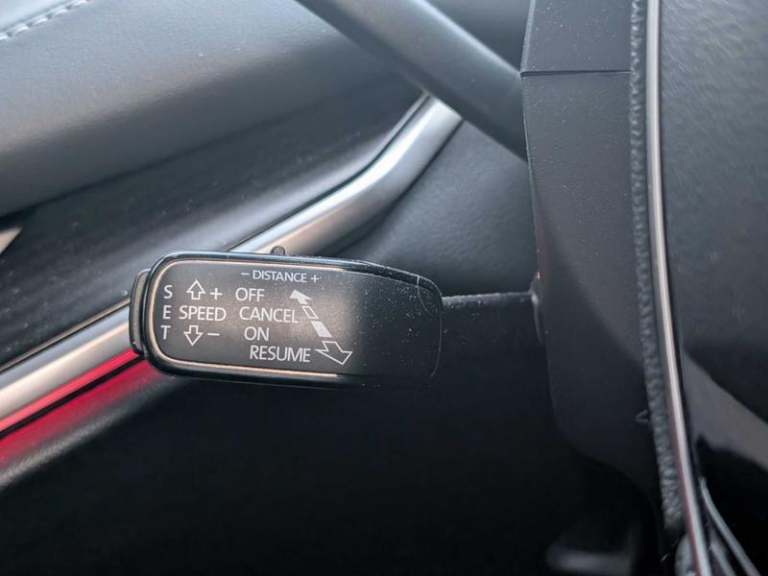 - DISTANCE +
S + OFF
E SPEED CANCEL
T - ON
RESUME